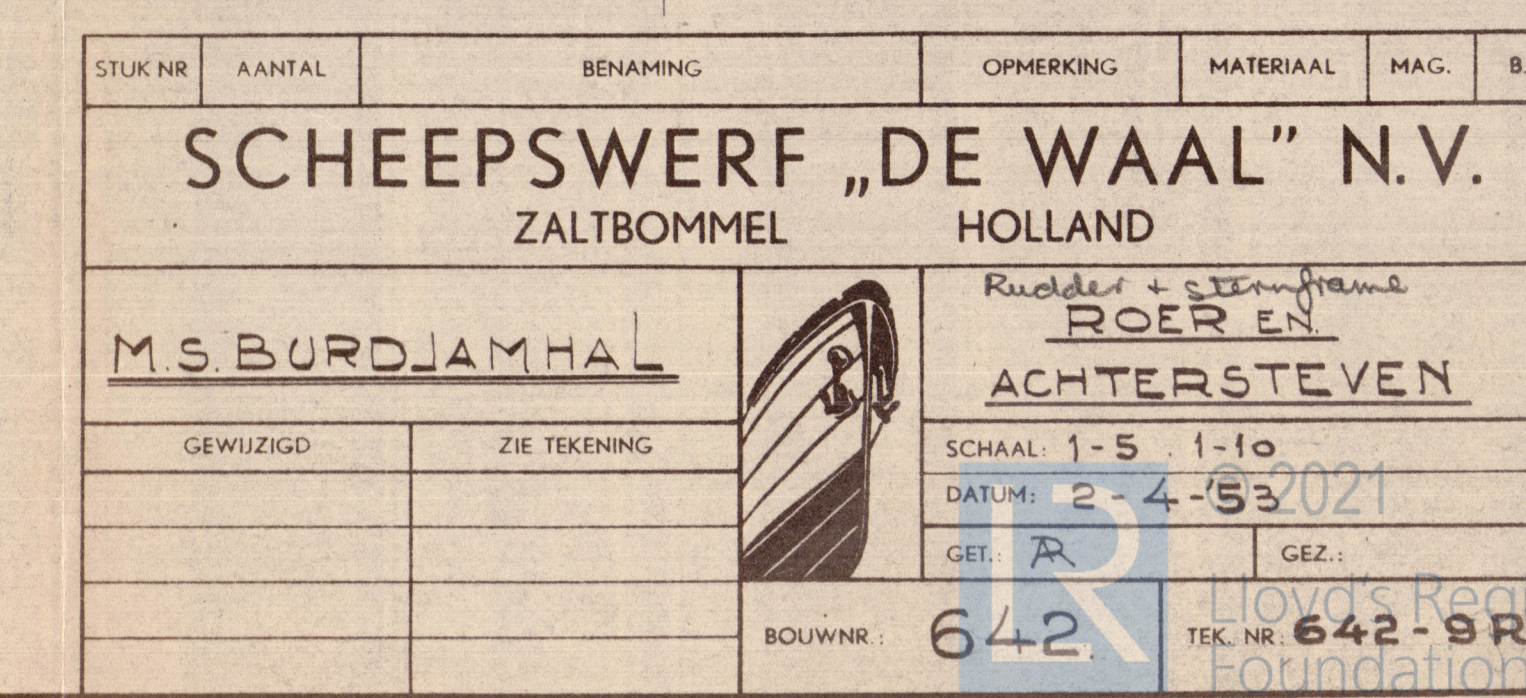 STUK NR AANTAL BENAMING OPMERKING MATERIAAL MAG. B.
SCHEEPSWERF „DE WAAL” N.V.
ZALTBOMMEL HOLLAND
M.S. BURDJAMHAL
Rudder + sternframe
ROER EN.
ACHTERSTEVEN
GEWIJZIGD ZIE TEKENING
SCHAAL: 1-5 . 1-10
DATUM: 2-4-'53
© 2021
GET.: AR GEZ.:
LR
Lloyd's Reg
Foundation
BOUWNR.: 642. TEK. NR: 642-9R